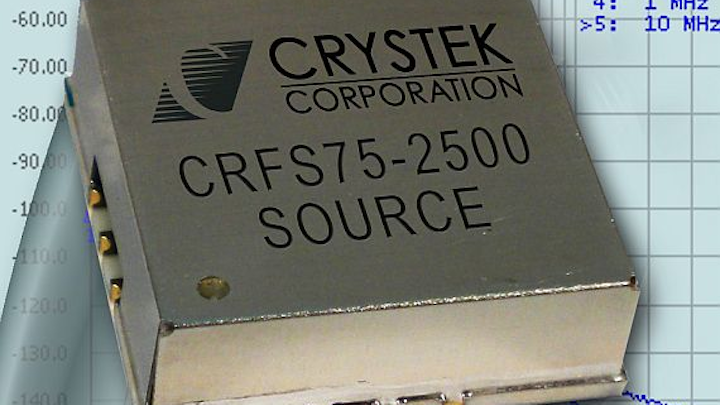 -60.00
-70.00
-80.00
-90
-100.0
-110.0
-120.0
-130.0
-140.0
4: 1 MHz
>5: 10 MHz
CRYSTEK
CORPORATION
CRFS75-2500
SOURCE